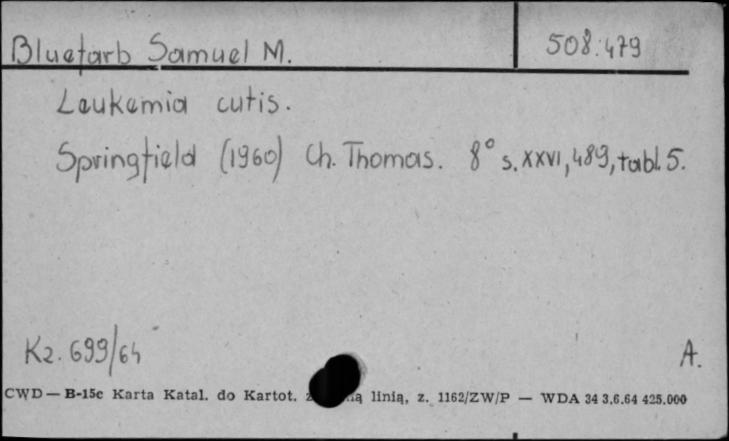 Bluefarb Samuel M.
508.479
Leukemia cutis.
Springfield (1960) Ch. Thomas. 8° s. XXVI, 489, tabl. 5.
Kz. 699/64
A.
CWD — B-15c Karta Katal. do Kartot. linią, z. 1162/ZW/P — WDA 34 3.6.64 425.000